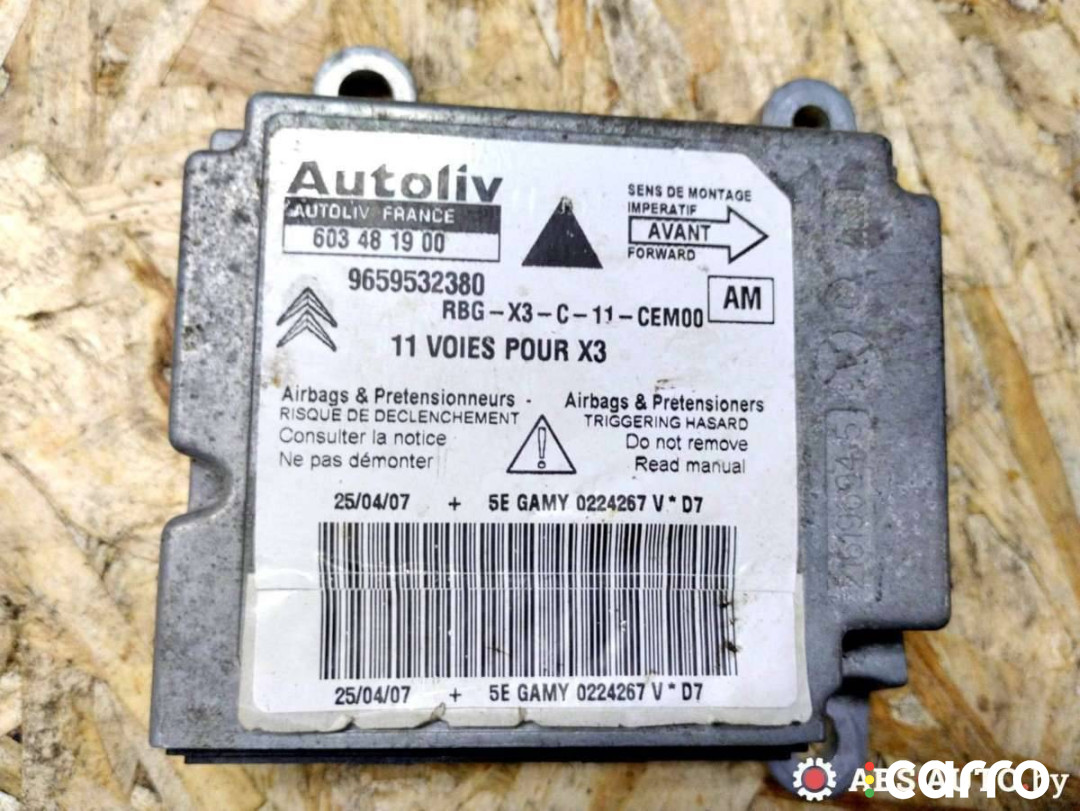 Autoliv
AUTOLIV FRANCE
603 48 19 00
SENS DE MONTAGE
IMPERATIF
AVANT
FORWARD
9659532380
RBG-X3-C-11-CEM00
AM
11 VOIES POUR X3
Airbags & Pretensionneurs -
RISQUE DE DECLENCHEMENT
Consulter la notice
Ne pas démonter
Airbags & Pretensioners
TRIGGERING HASARD
Do not remove
Read manual
25/04/07 + 5E GAMY 0224267 V * D7
25/04/07 + 5E GAMY 0224267 V * D7
carro